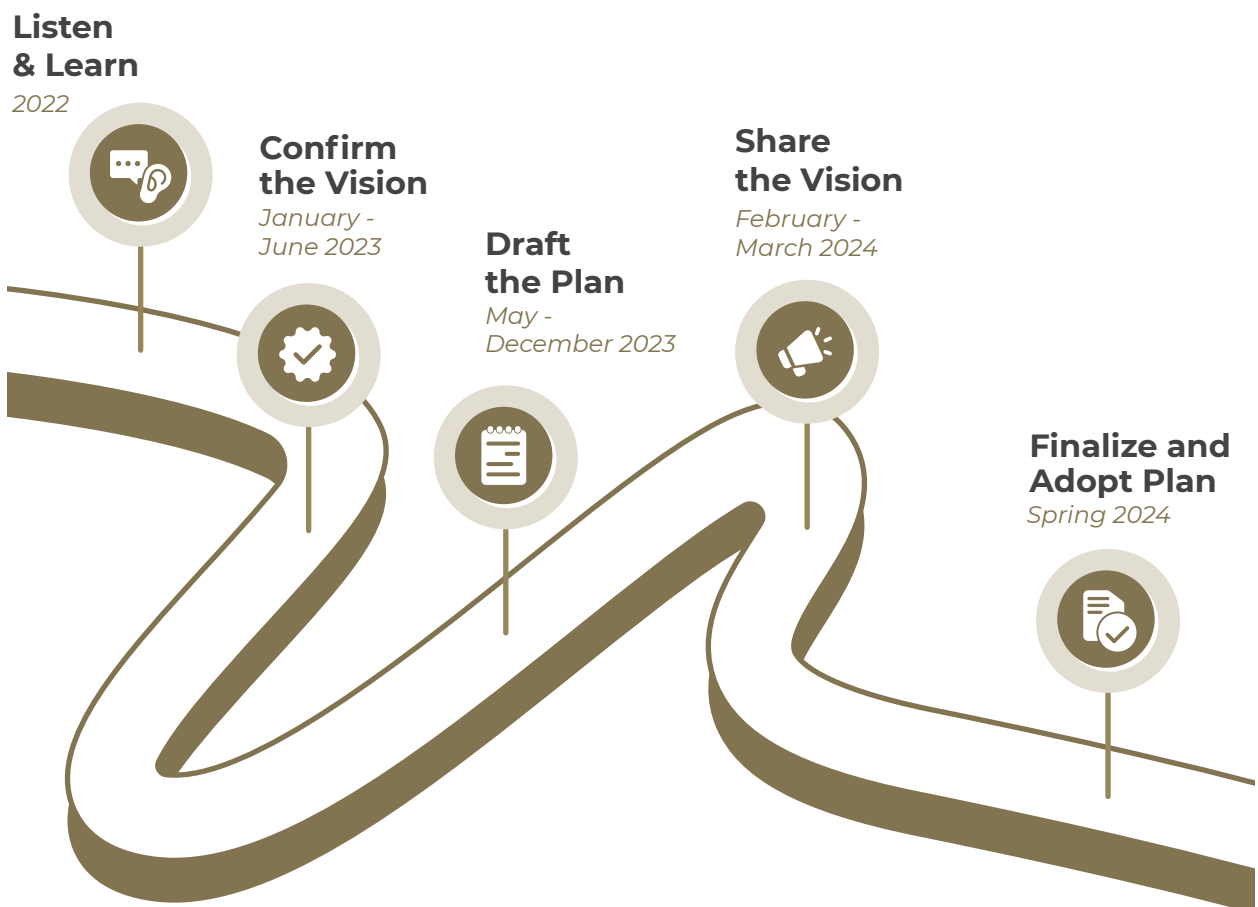 Listen
& Learn
2022
Confirm
the Vision
January -
June 2023
Draft
the Plan
May -
December 2023
Share
the Vision
February -
March 2024
Finalize and
Adopt Plan
Spring 2024